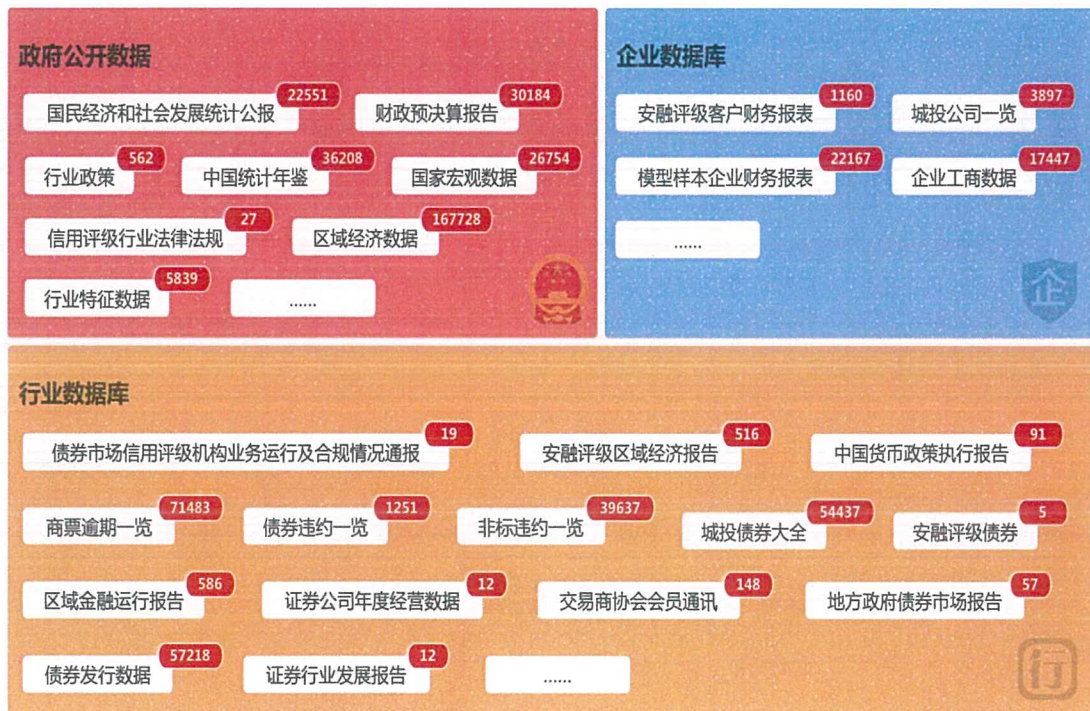 政府公开数据
国民经济和社会发展统计公报 22551
财政预决算报告 30184
行业政策 562
中国统计年鉴 36208
国家宏观数据 26754
信用评级行业法律法规 27
区域经济数据 167728
行业特征数据 5839
......
企业数据库
安融评级客户财务报表 1160
城投公司一览 3897
模型样本企业财务报表 22167
企业工商数据 17447
......
企
行业数据库
债券市场信用评级机构业务运行及合规情况通报 19
安融评级区域经济报告 516
中国货币政策执行报告 91
商票逾期一览 71483
债券违约一览 1251
非标违约一览 39637
城投债券大全 54437
安融评级债券 5
区域金融运行报告 586
证券公司年度经营数据 12
交易商协会会员通讯 148
地方政府债券市场报告 57
债券发行数据 57218
证券行业发展报告 12
......
行